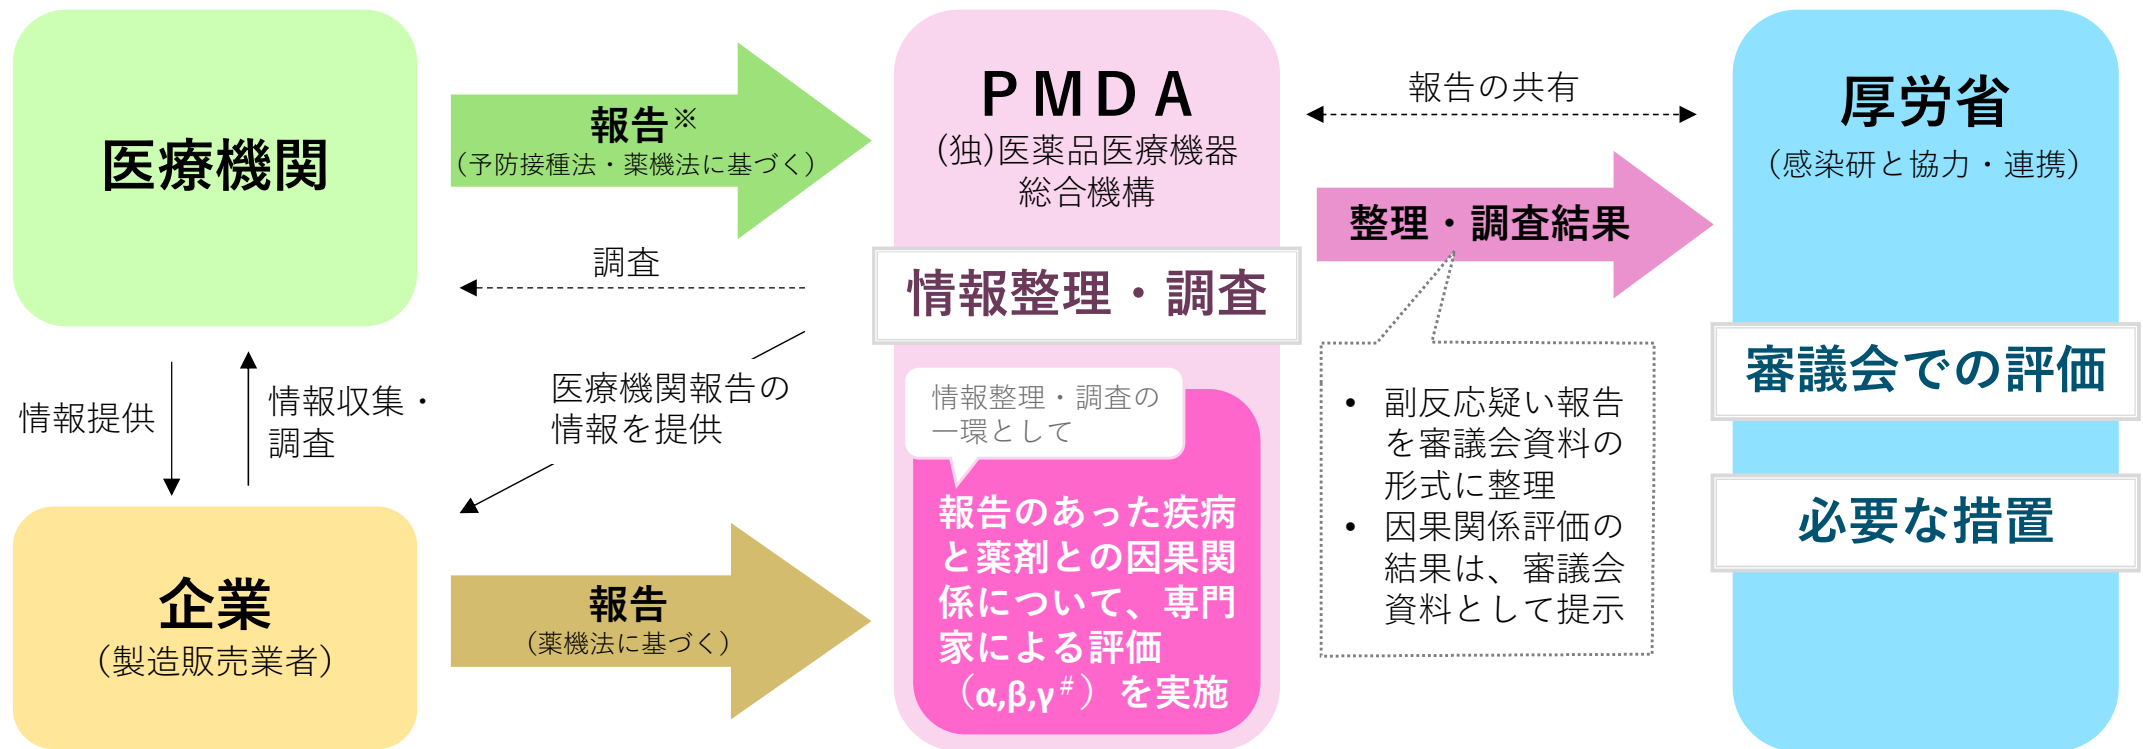 医療機関
報告※
（予防接種法・薬機法に基づく）
調査
情報提供
情報収集・
調査
医療機関報告の
情報を提供
企業
（製造販売業者）
報告
（薬機法に基づく）
ＰＭＤＡ
(独)医薬品医療機器
総合機構
情報整理・調査
情報整理・調査の
一環として
報告のあった疾病
と薬剤との因果関
係について、専門
家による評価
（α,β,γ#）を実施
報告の共有
整理・調査結果
• 副反応疑い報告
を審議会資料の
形式に整理
• 因果関係評価の
結果は、審議会
資料として提示
厚労省
（感染研と協力・連携）
審議会での評価
必要な措置